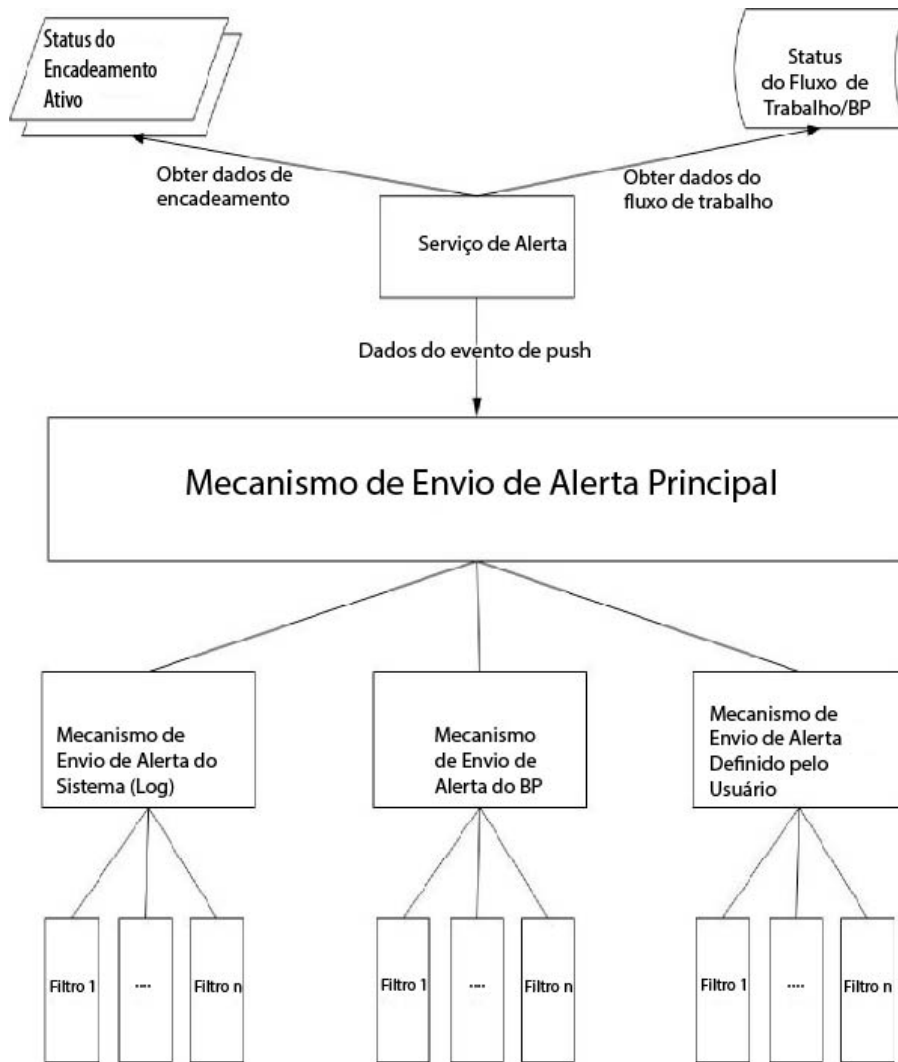 Status do
Encadeamento
Ativo
Status
do Fluxo de
Trabalho/BP
Obter dados de
encadeamento
Obter dados do
fluxo de trabalho
Serviço de Alerta
Dados do evento de push
Mecanismo de Envio de Alerta Principal
Mecanismo de
Envio de Alerta do
Sistema (Log)
Mecanismo
de Envio de
Alerta do BP
Mecanismo de
Envio de Alerta
Definido pelo
Usuário
Filtro 1
....
Filtro n
Filtro 1
....
Filtro n
Filtro 1
....
Filtro n